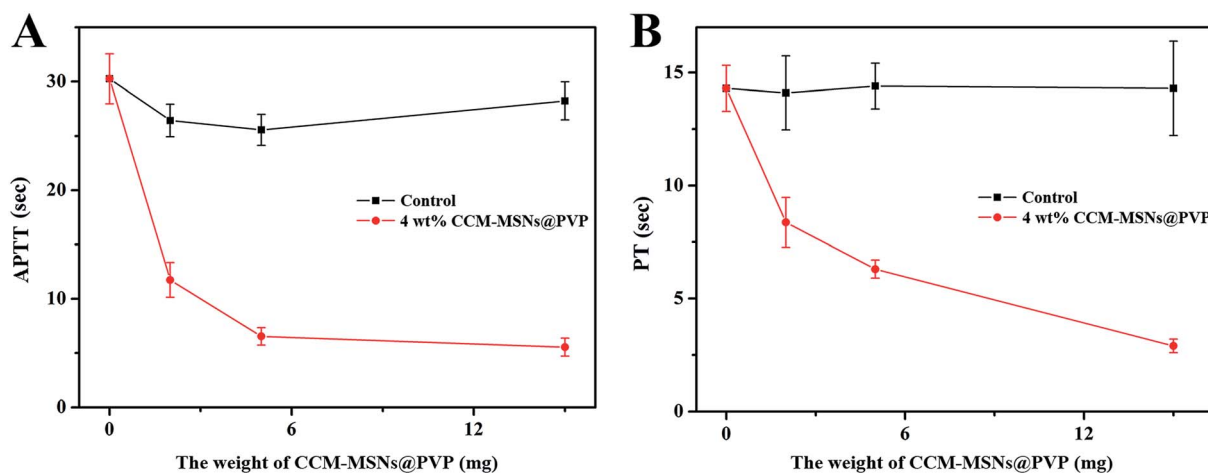 A
30
20
10
0
APTT (sec)
Control
4 wt% CCM-MSNs@PVP
0
6
12
The weight of CCM-MSNs@PVP (mg)
B
15
10
5
0
PT (sec)
Control
4 wt% CCM-MSNs@PVP
0
6
12
The weight of CCM-MSNs@PVP (mg)